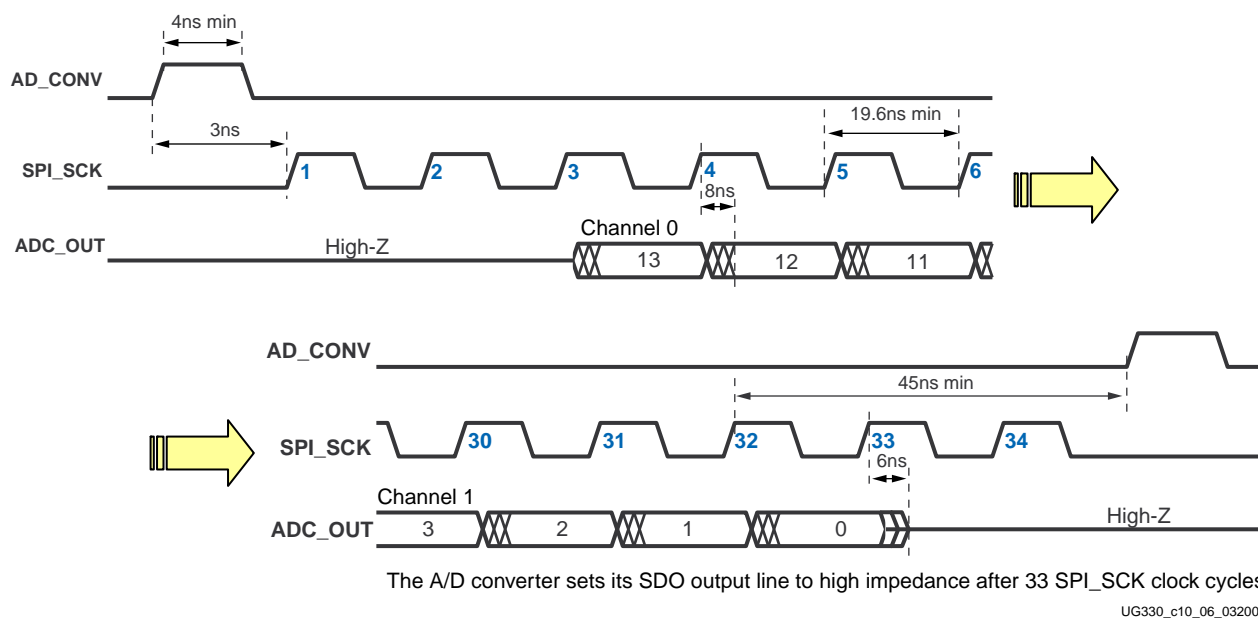 4ns min
AD_CONV
3ns
19.6ns min
SPI_SCK
1 2 3 4 5 6
8ns
Channel 0
ADC_OUT
High-Z
13 12 11
AD_CONV
45ns min
SPI_SCK
30 31 32 33 34
6ns
Channel 1
ADC_OUT
3 2 1 0
High-Z
The A/D converter sets its SDO output line to high impedance after 33 SPI_SCK clock cycles
UG330_c10_06_03200